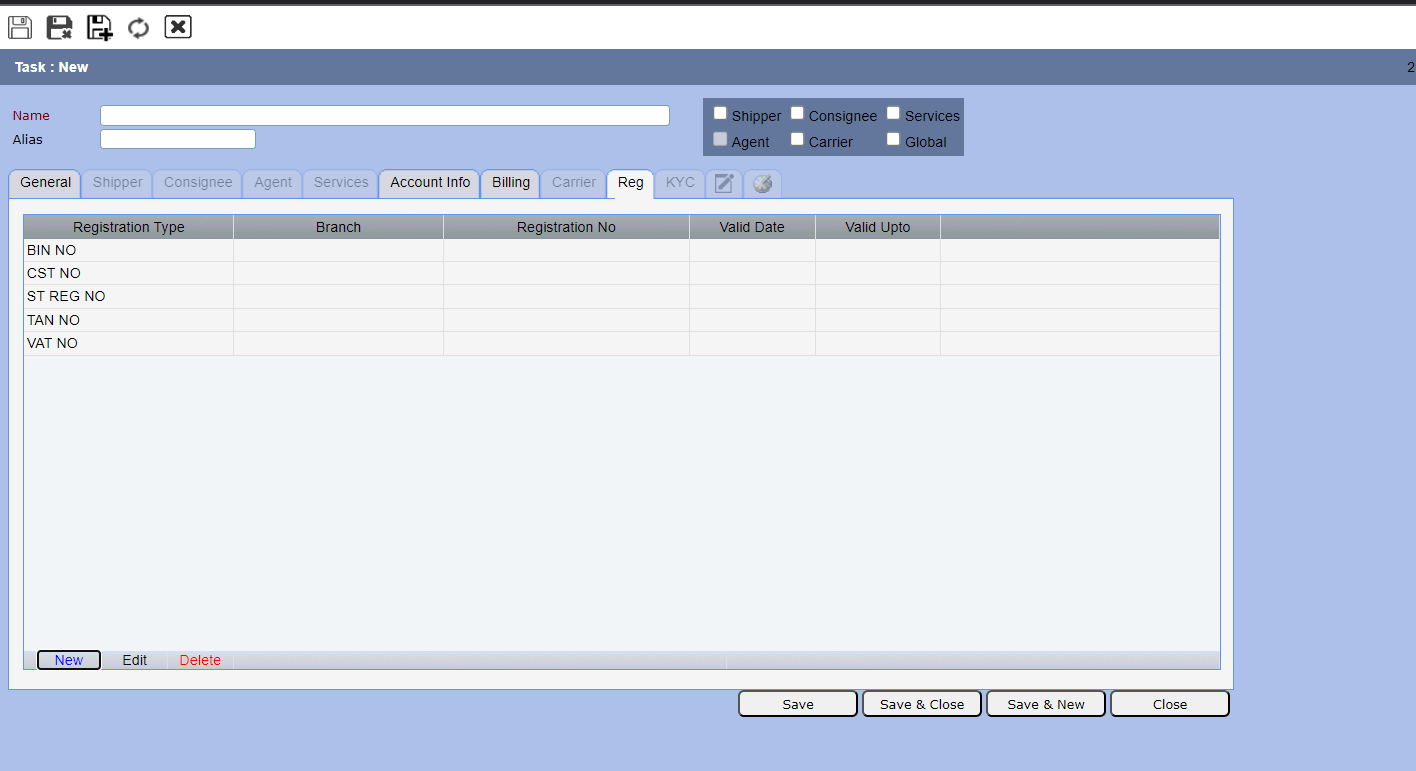 Task : New
2
Name
Shipper Consignee Services
Alias
Agent Carrier Global
General Shipper Consignee Agent Services Account Info Billing Carrier Reg KYC
Registration Type Branch Registration No Valid Date Valid Upto
BIN NO
CST NO
ST REG NO
TAN NO
VAT NO
New Edit Delete
Save Save & Close Save & New Close